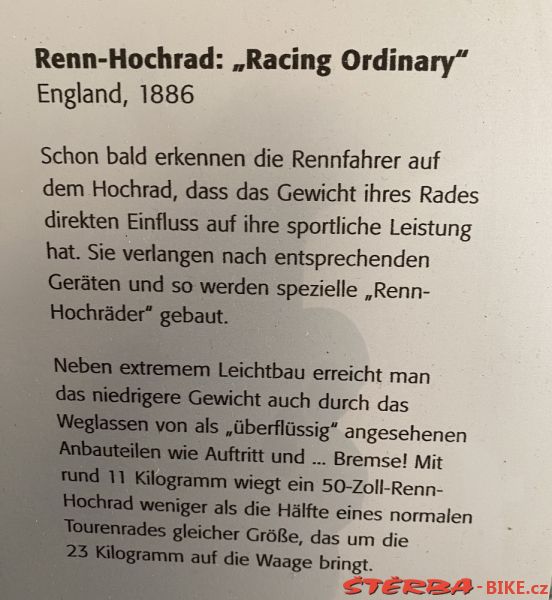 Renn-Hochrad: „Racing Ordinary“
England, 1886
Schon bald erkennen die Rennfahrer auf
dem Hochrad, dass das Gewicht ihres Rades
direkten Einfluss auf ihre sportliche Leistung
hat. Sie verlangen nach entsprechenden
Geräten und so werden spezielle „Renn-
Hochräder“ gebaut.
Neben extremem Leichtbau erreicht man
das niedrigere Gewicht auch durch das
Weglassen von als „überflüssig“ angesehenen
Anbauteilen wie Auftritt und ... Bremse! Mit
rund 11 Kilogramm wiegt ein 50-Zoll-Renn-
Hochrad weniger als die Hälfte eines normalen
Tourenrades gleicher Größe, das um die
23 Kilogramm auf die Waage bringt.
ŠTĚRBA-BIKE.cz